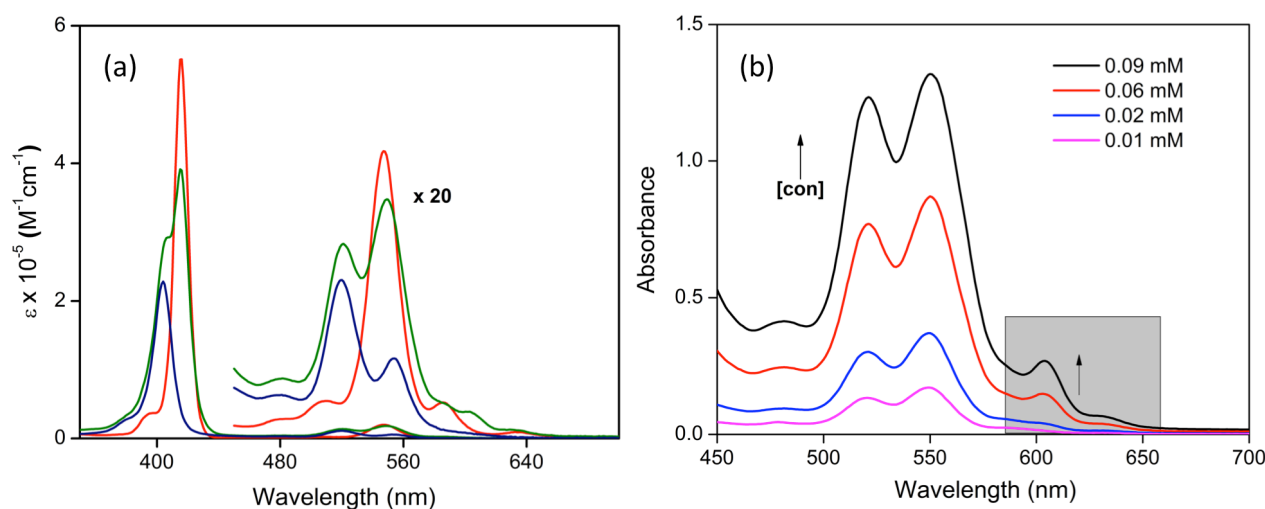 (a)
6
4
2
0
ε x 10⁻⁵ (M⁻¹cm⁻¹)
x 20
400 480 560 640
Wavelength (nm)
(b)
1.5
1.0
0.5
0.0
Absorbance
[con]
0.09 mM
0.06 mM
0.02 mM
0.01 mM
450 500 550 600 650 700
Wavelength (nm)